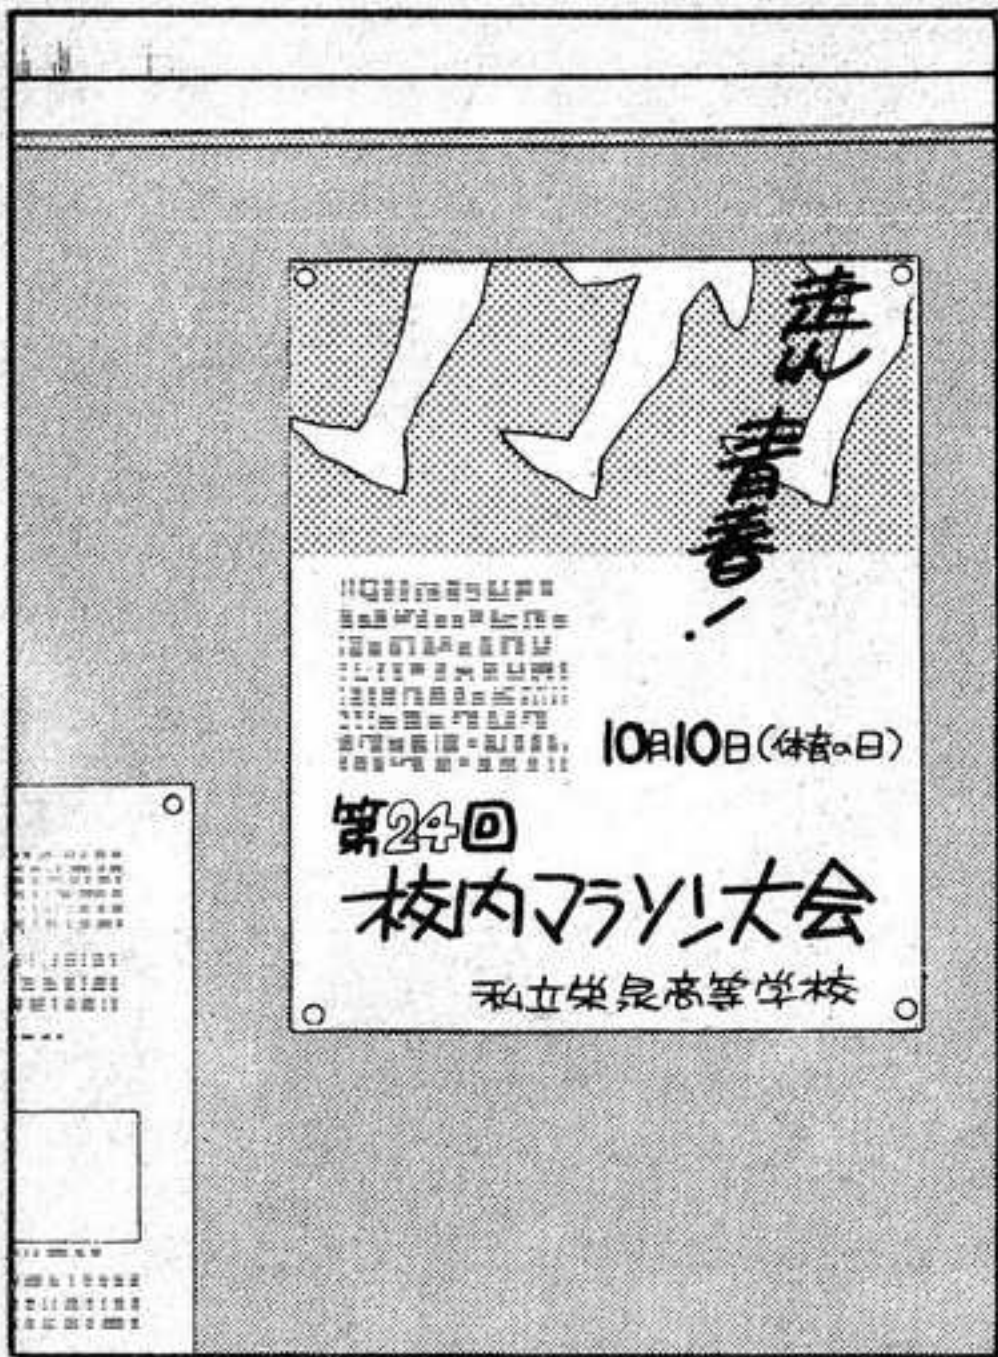 走れ
青春!
10月10日(体育の日)
第24回
校内マラソン大会
私立栄泉高等学校